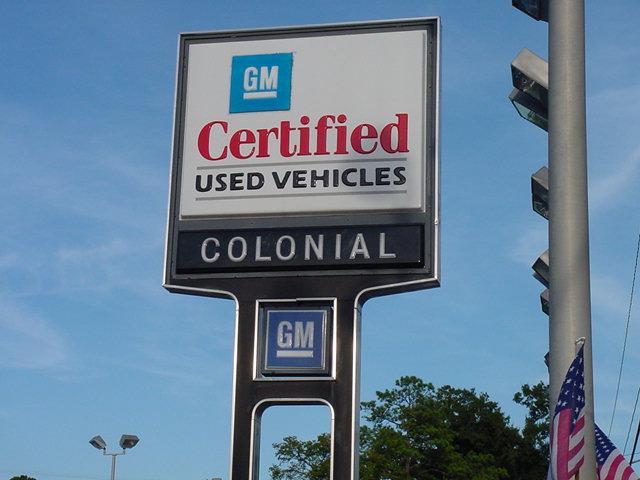 GM
Certified
USED VEHICLES
COLONIAL
GM